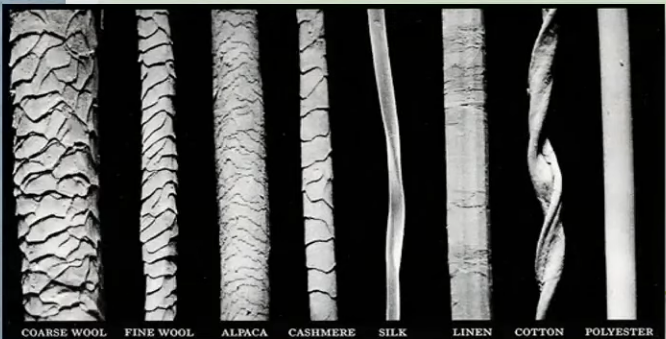 COARSE WOOL FINE WOOL ALPACA CASHMERE SILK LINEN COTTON POLYESTER